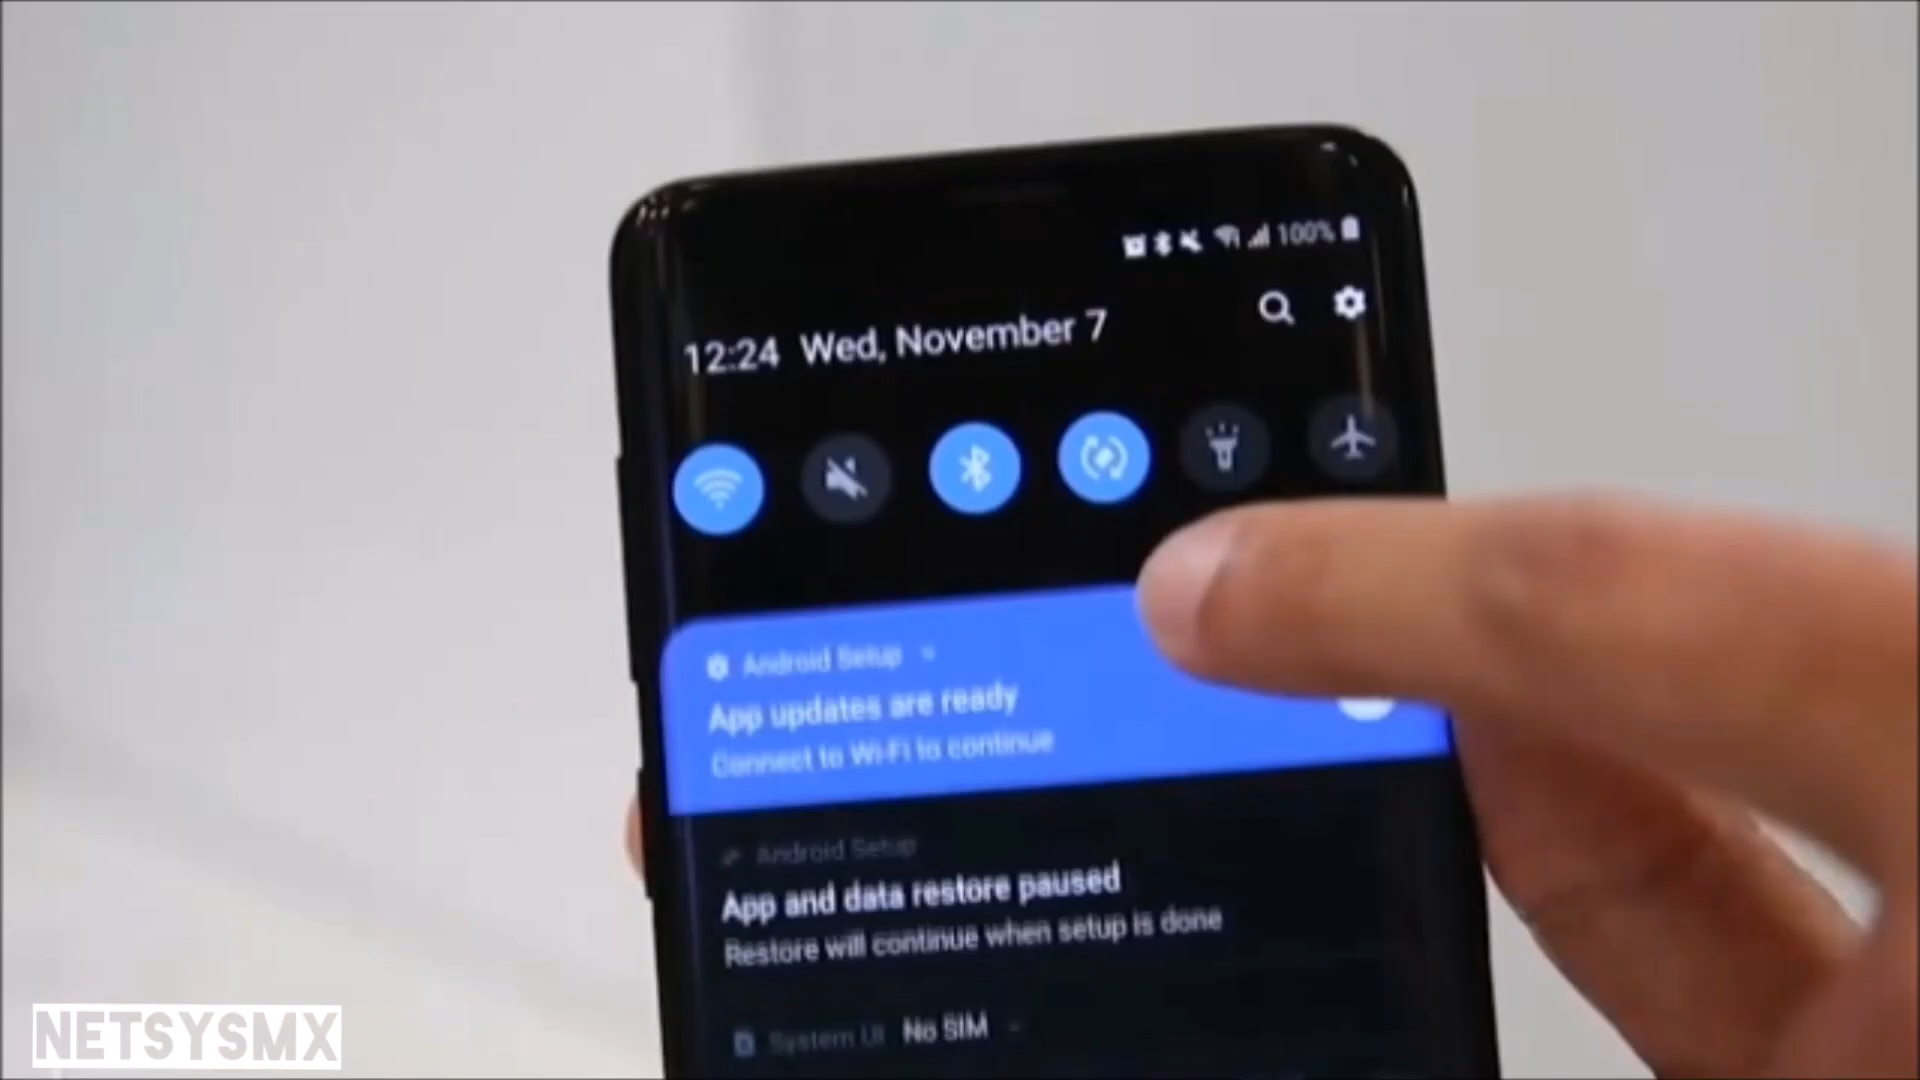 100%
12:24 Wed, November 7
Android Setup
App updates are ready
Connect to Wi-Fi to continue
Android Setup
App and data restore paused
Restore will continue when setup is done
System UI No SIM
NETSYSMX